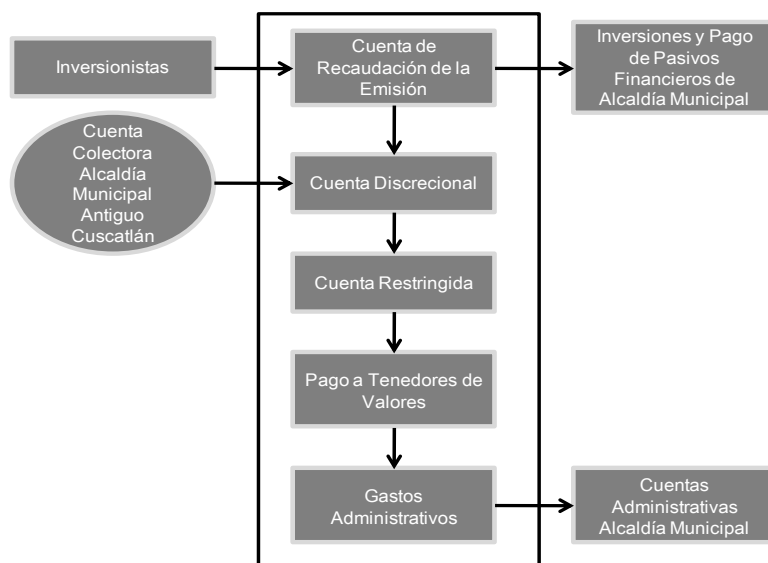 Inversionistas
Cuenta de
Recaudación de la
Emisión
Inversiones y Pago
de Pasivos
Financieros de
Alcaldía Municipal
Cuenta
Colectora
Alcaldía
Municipal
Antiguo
Cuscatlán
Cuenta Discrecional
Cuenta Restringida
Pago a Tenedores de
Valores
Gastos
Administrativos
Cuentas
Administrativas
Alcaldía Municipal